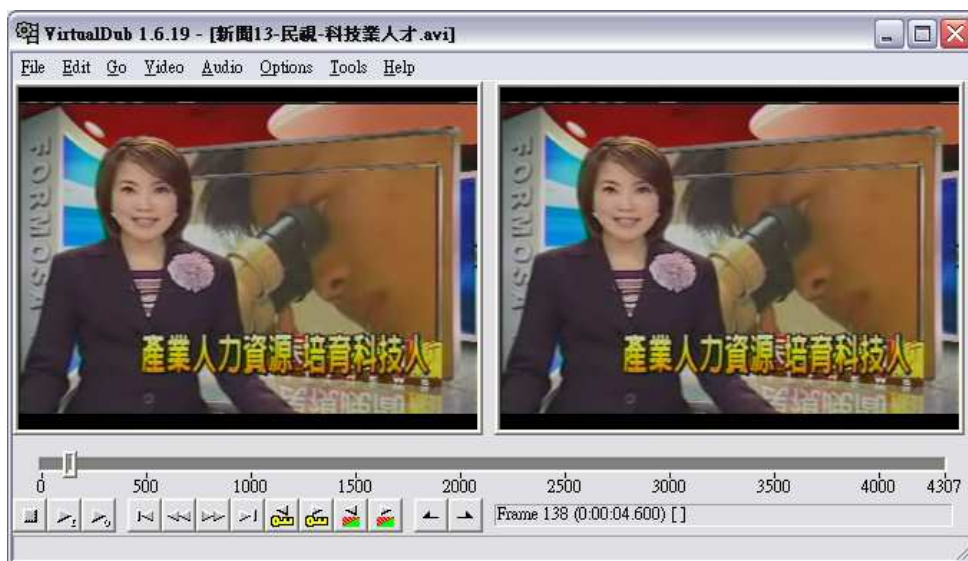 VirtualDub 1.6.19 - [新聞13-民視-科技業人才.avi]
File Edit Go Video Audio Options Tools Help
FORMOSA
產業人力資源 培育科技人
FORMOSA
產業人力資源 培育科技人
0 500 1000 1500 2000 2500 3000 3500 4000 4307
Frame 138 (0:00:04.600) [ ]